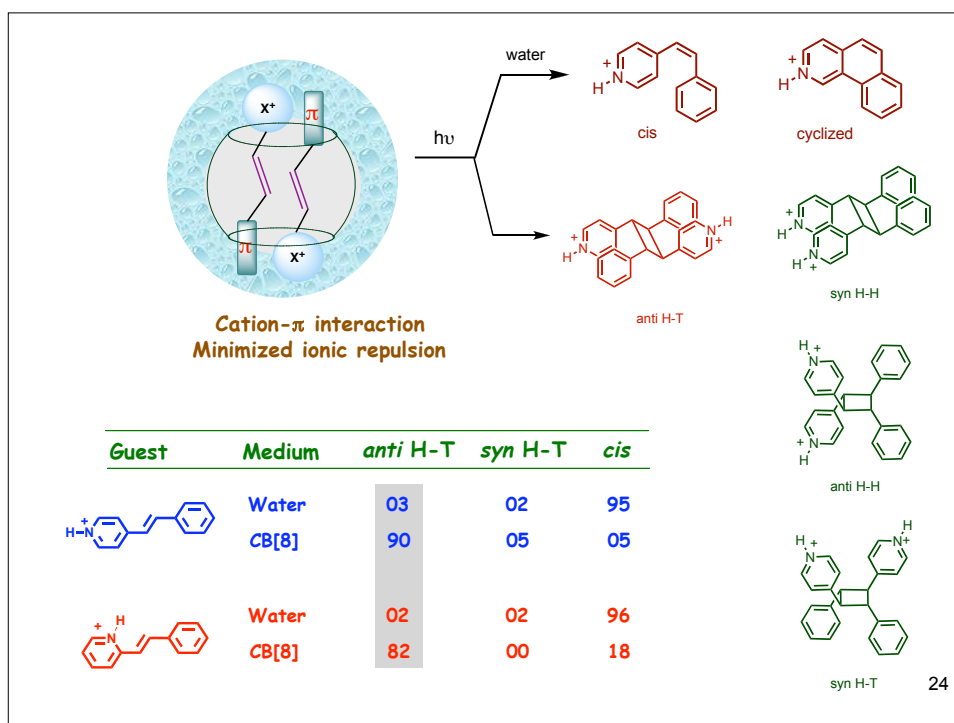 water
hυ
X⁺
π
π
X⁺
+
H
N
cis
+
H
N
cyclized
Cation-π interaction
Minimized ionic repulsion
+
H
N
N
H
+
anti H-T
+
H
N
H
N
+
syn H-H
H
+
N
N
+
H
anti H-H
H
+
N
H
N
+
syn H-T
Guest Medium anti H-T syn H-T cis
+
H-N
Water 03 02 95
CB[8] 90 05 05
+
H
N
Water 02 02 96
CB[8] 82 00 18
24